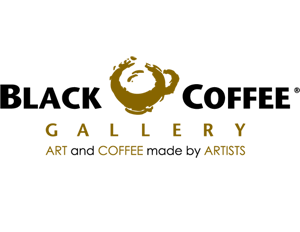 BLACK COFFEE®
GALLERY
ART and COFFEE made by ARTISTS